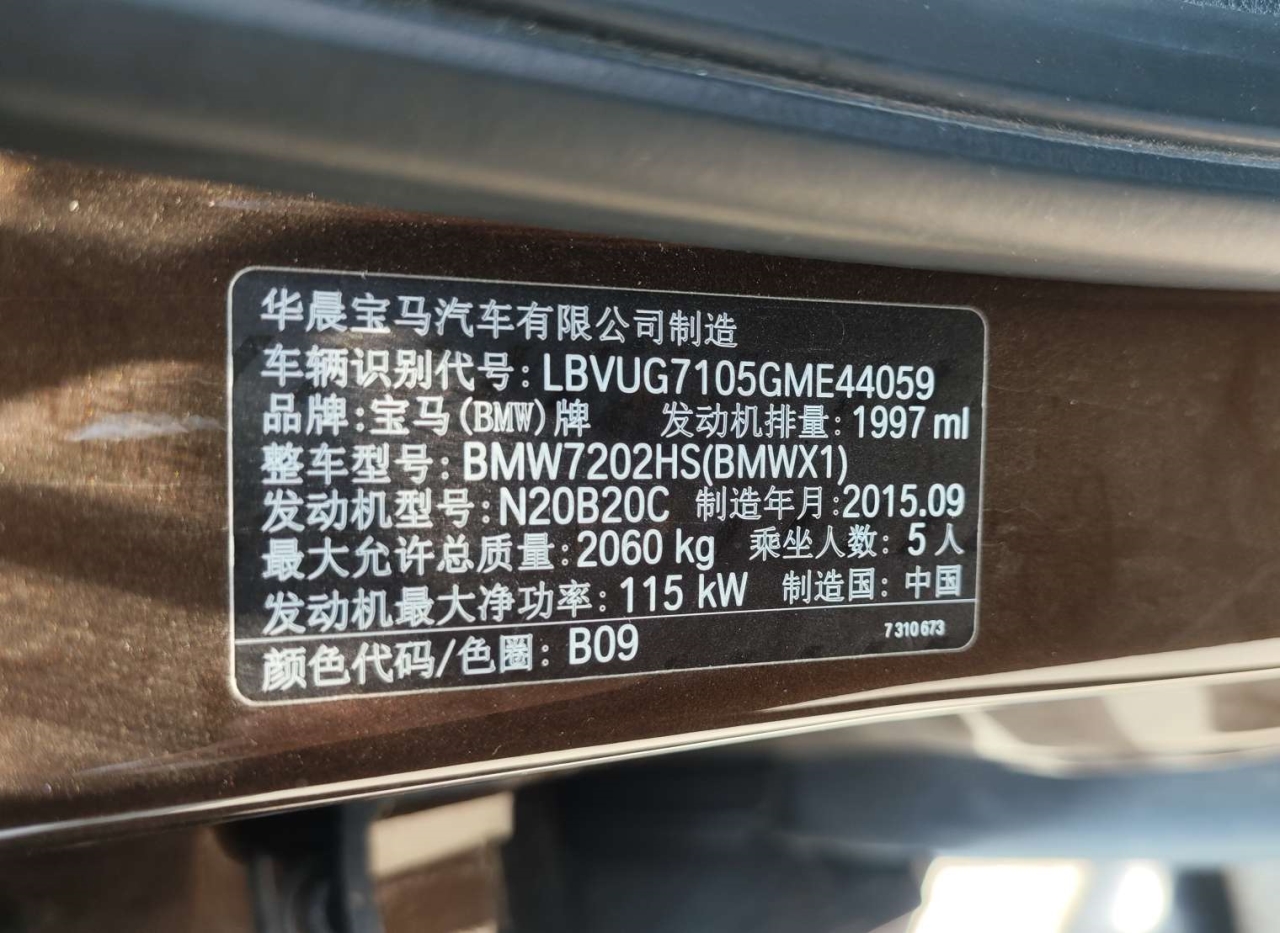 华晨宝马汽车有限公司制造
车辆识别代号: LBVUG7105GME44059
品牌:宝马(BMW)牌 发动机排量: 1997 ml
整车型号: BMW7202HS(BMWX1)
发动机型号: N20B20C 制造年月:2015.09
最大允许总质量: 2060 kg 乘坐人数: 5 人
发动机最大净功率: 115 kW 制造国: 中国
颜色代码/色圈: B09 7 310 673